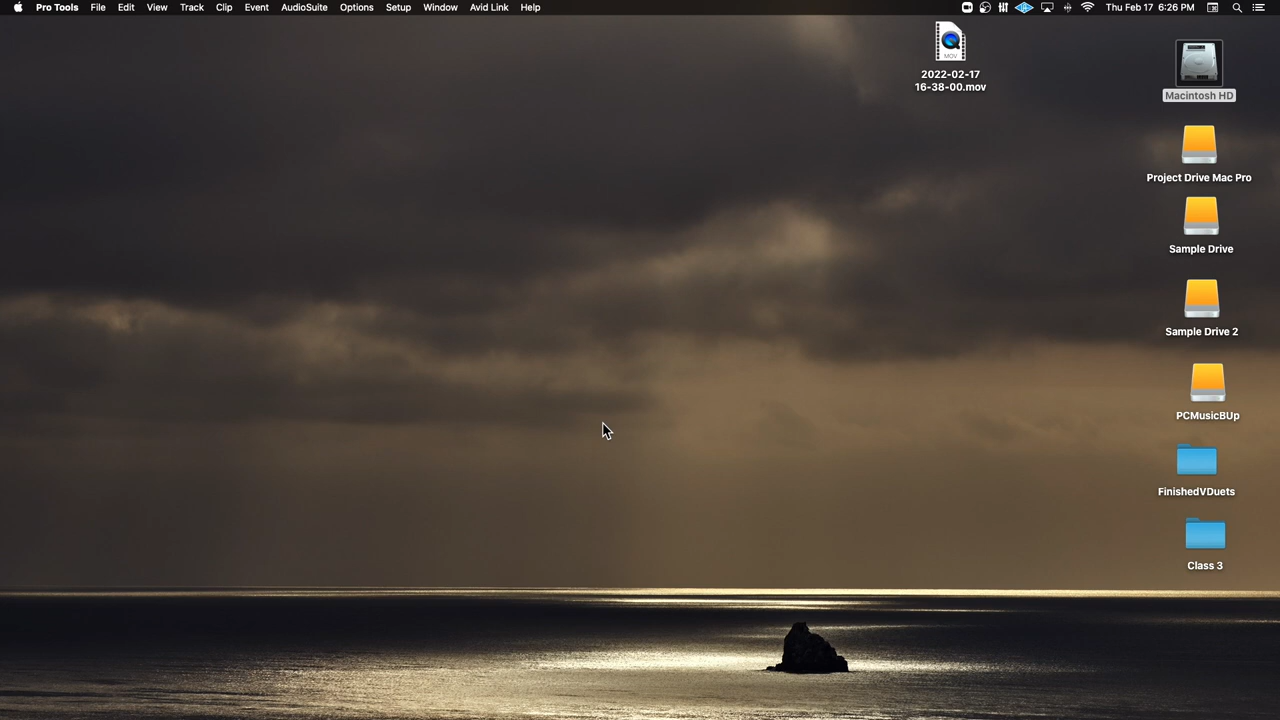 Pro Tools File Edit View Track Clip Event AudioSuite Options Setup Window Avid Link Help Thu Feb 17 6:26 PM
MOV
2022-02-17
16-38-00.mov
Macintosh HD
Project Drive Mac Pro
Sample Drive
Sample Drive 2
PCMusicBUp
FinishedVDuets
Class 3